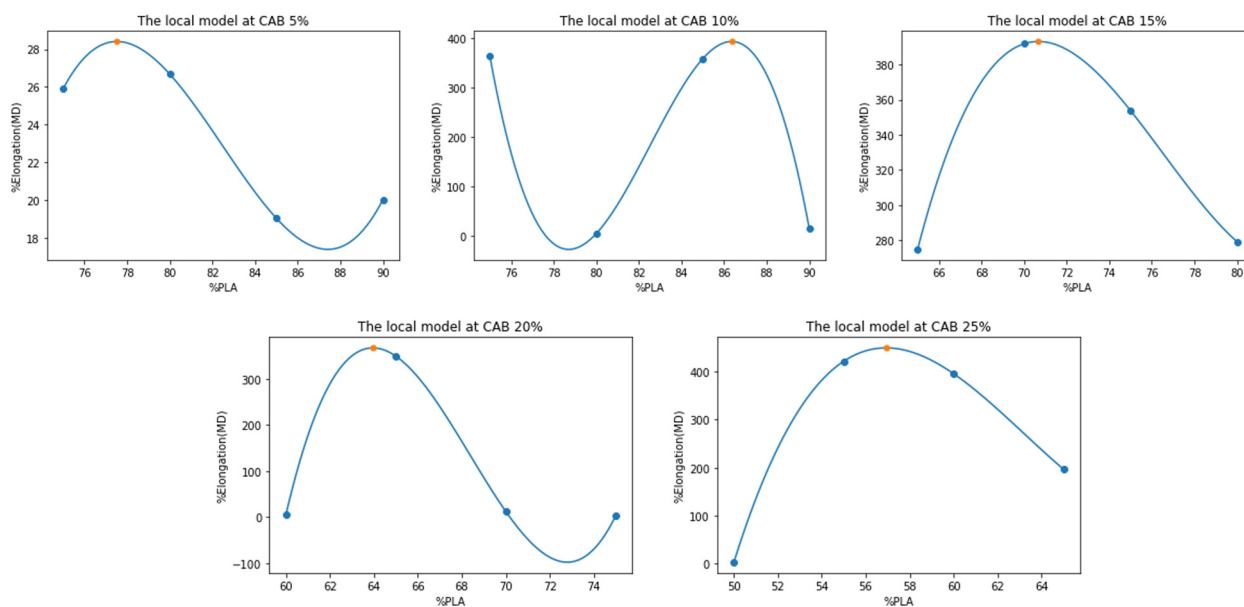 The local model at CAB 5%
28
26
24
22
20
18
%Elongation(MD)
76 78 80 82 84 86 88 90
%PLA
The local model at CAB 10%
400
300
200
100
0
%Elongation(MD)
76 78 80 82 84 86 88 90
%PLA
The local model at CAB 15%
380
360
340
320
300
280
%Elongation(MD)
66 68 70 72 74 76 78 80
%PLA
The local model at CAB 20%
300
200
100
0
−100
%Elongation(MD)
60 62 64 66 68 70 72 74
%PLA
The local model at CAB 25%
400
300
200
100
0
%Elongation(MD)
50 52 54 56 58 60 62 64
%PLA